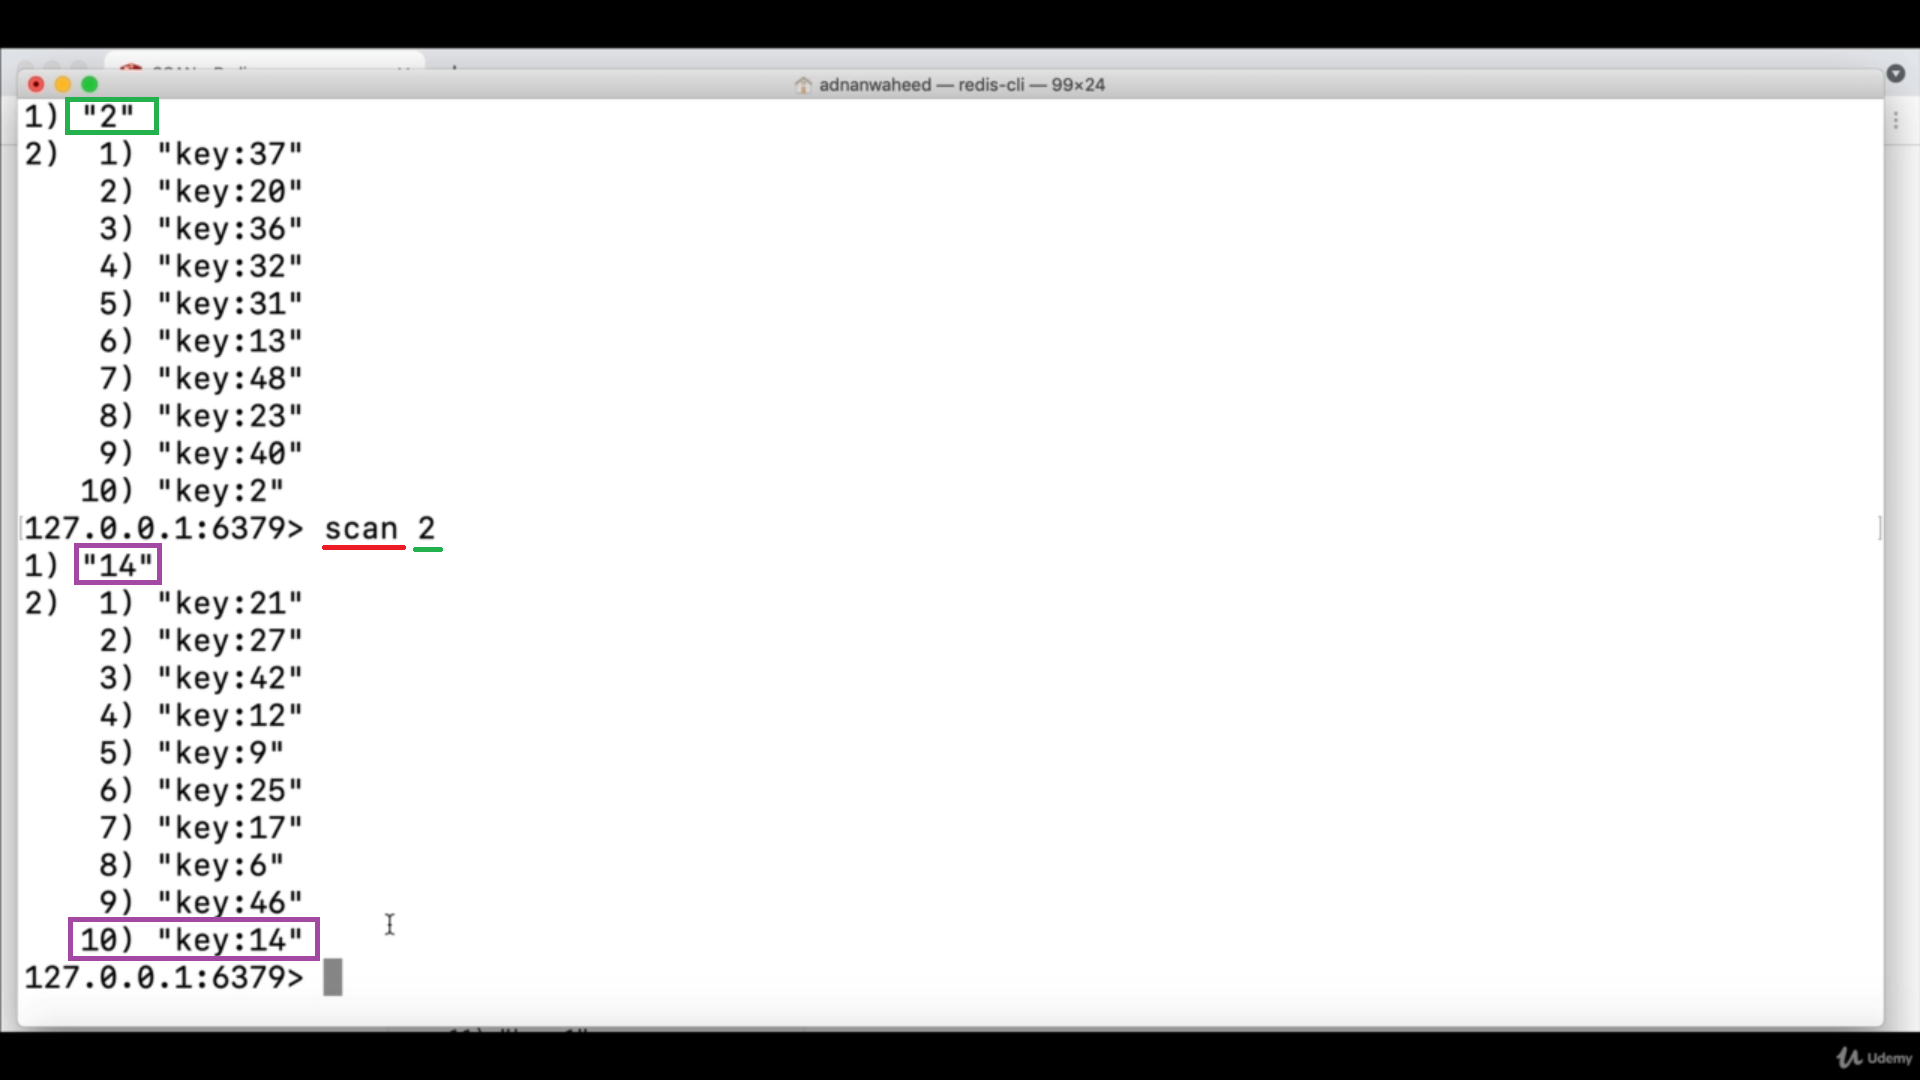 adnanwaheed — redis-cli — 99×24
1) "2"
2) 1) "key:37"
2) "key:20"
3) "key:36"
4) "key:32"
5) "key:31"
6) "key:13"
7) "key:48"
8) "key:23"
9) "key:40"
10) "key:2"
127.0.0.1:6379> scan 2
1) "14"
2) 1) "key:21"
2) "key:27"
3) "key:42"
4) "key:12"
5) "key:9"
6) "key:25"
7) "key:17"
8) "key:6"
9) "key:46"
10) "key:14"
127.0.0.1:6379>
Udemy